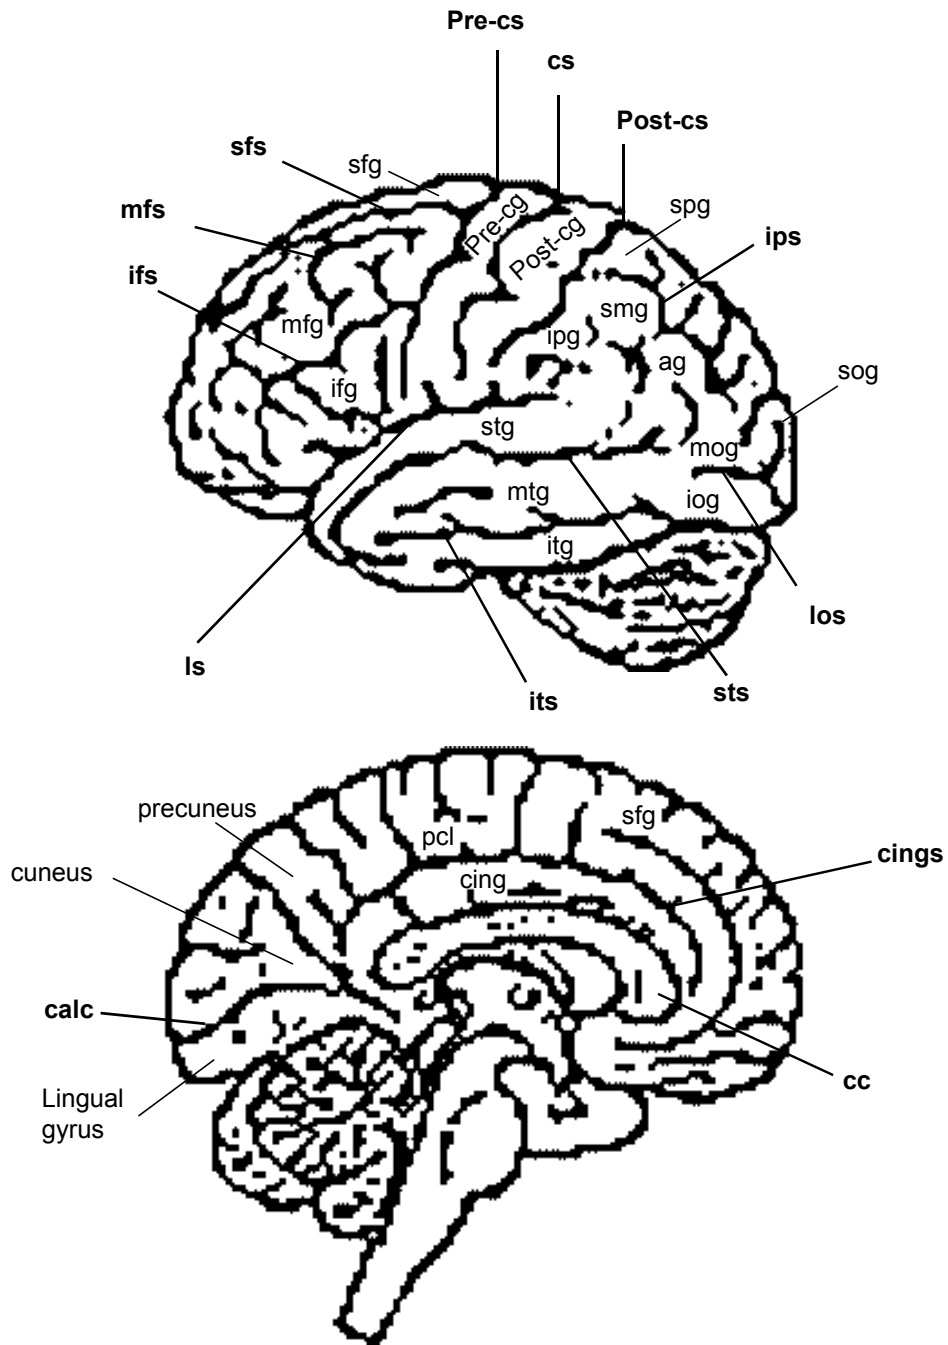 Pre-cs
cs
Post-cs
sfs
sfg
mfs
spg
Pre-cg
Post-cg
ips
ifs
mfg
smg
ipg
ag
sog
ifg
stg
mog
mtg
iog
itg
los
ls
sts
its
precuneus
pcl
sfg
cings
cuneus
cing
calc
cc
Lingual
gyrus